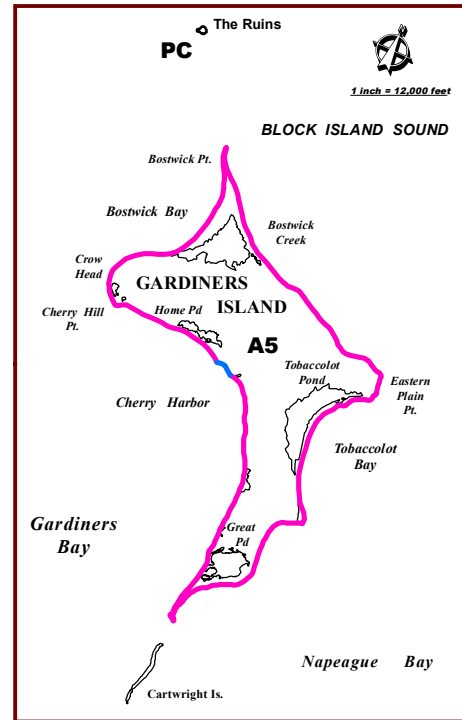 The Ruins
PC
1 inch = 12,000 feet
BLOCK ISLAND SOUND
Bostwick Pt.
Bostwick Bay
Bostwick
Creek
Crow
Head
GARDINERS
ISLAND
Cherry Hill
Pt.
Home Pd
A5
Tobaccolot
Pond
Eastern
Plain
Pt.
Cherry Harbor
Tobaccolot
Bay
Gardiners
Bay
Great
Pd
Napeague Bay
Cartwright Is.